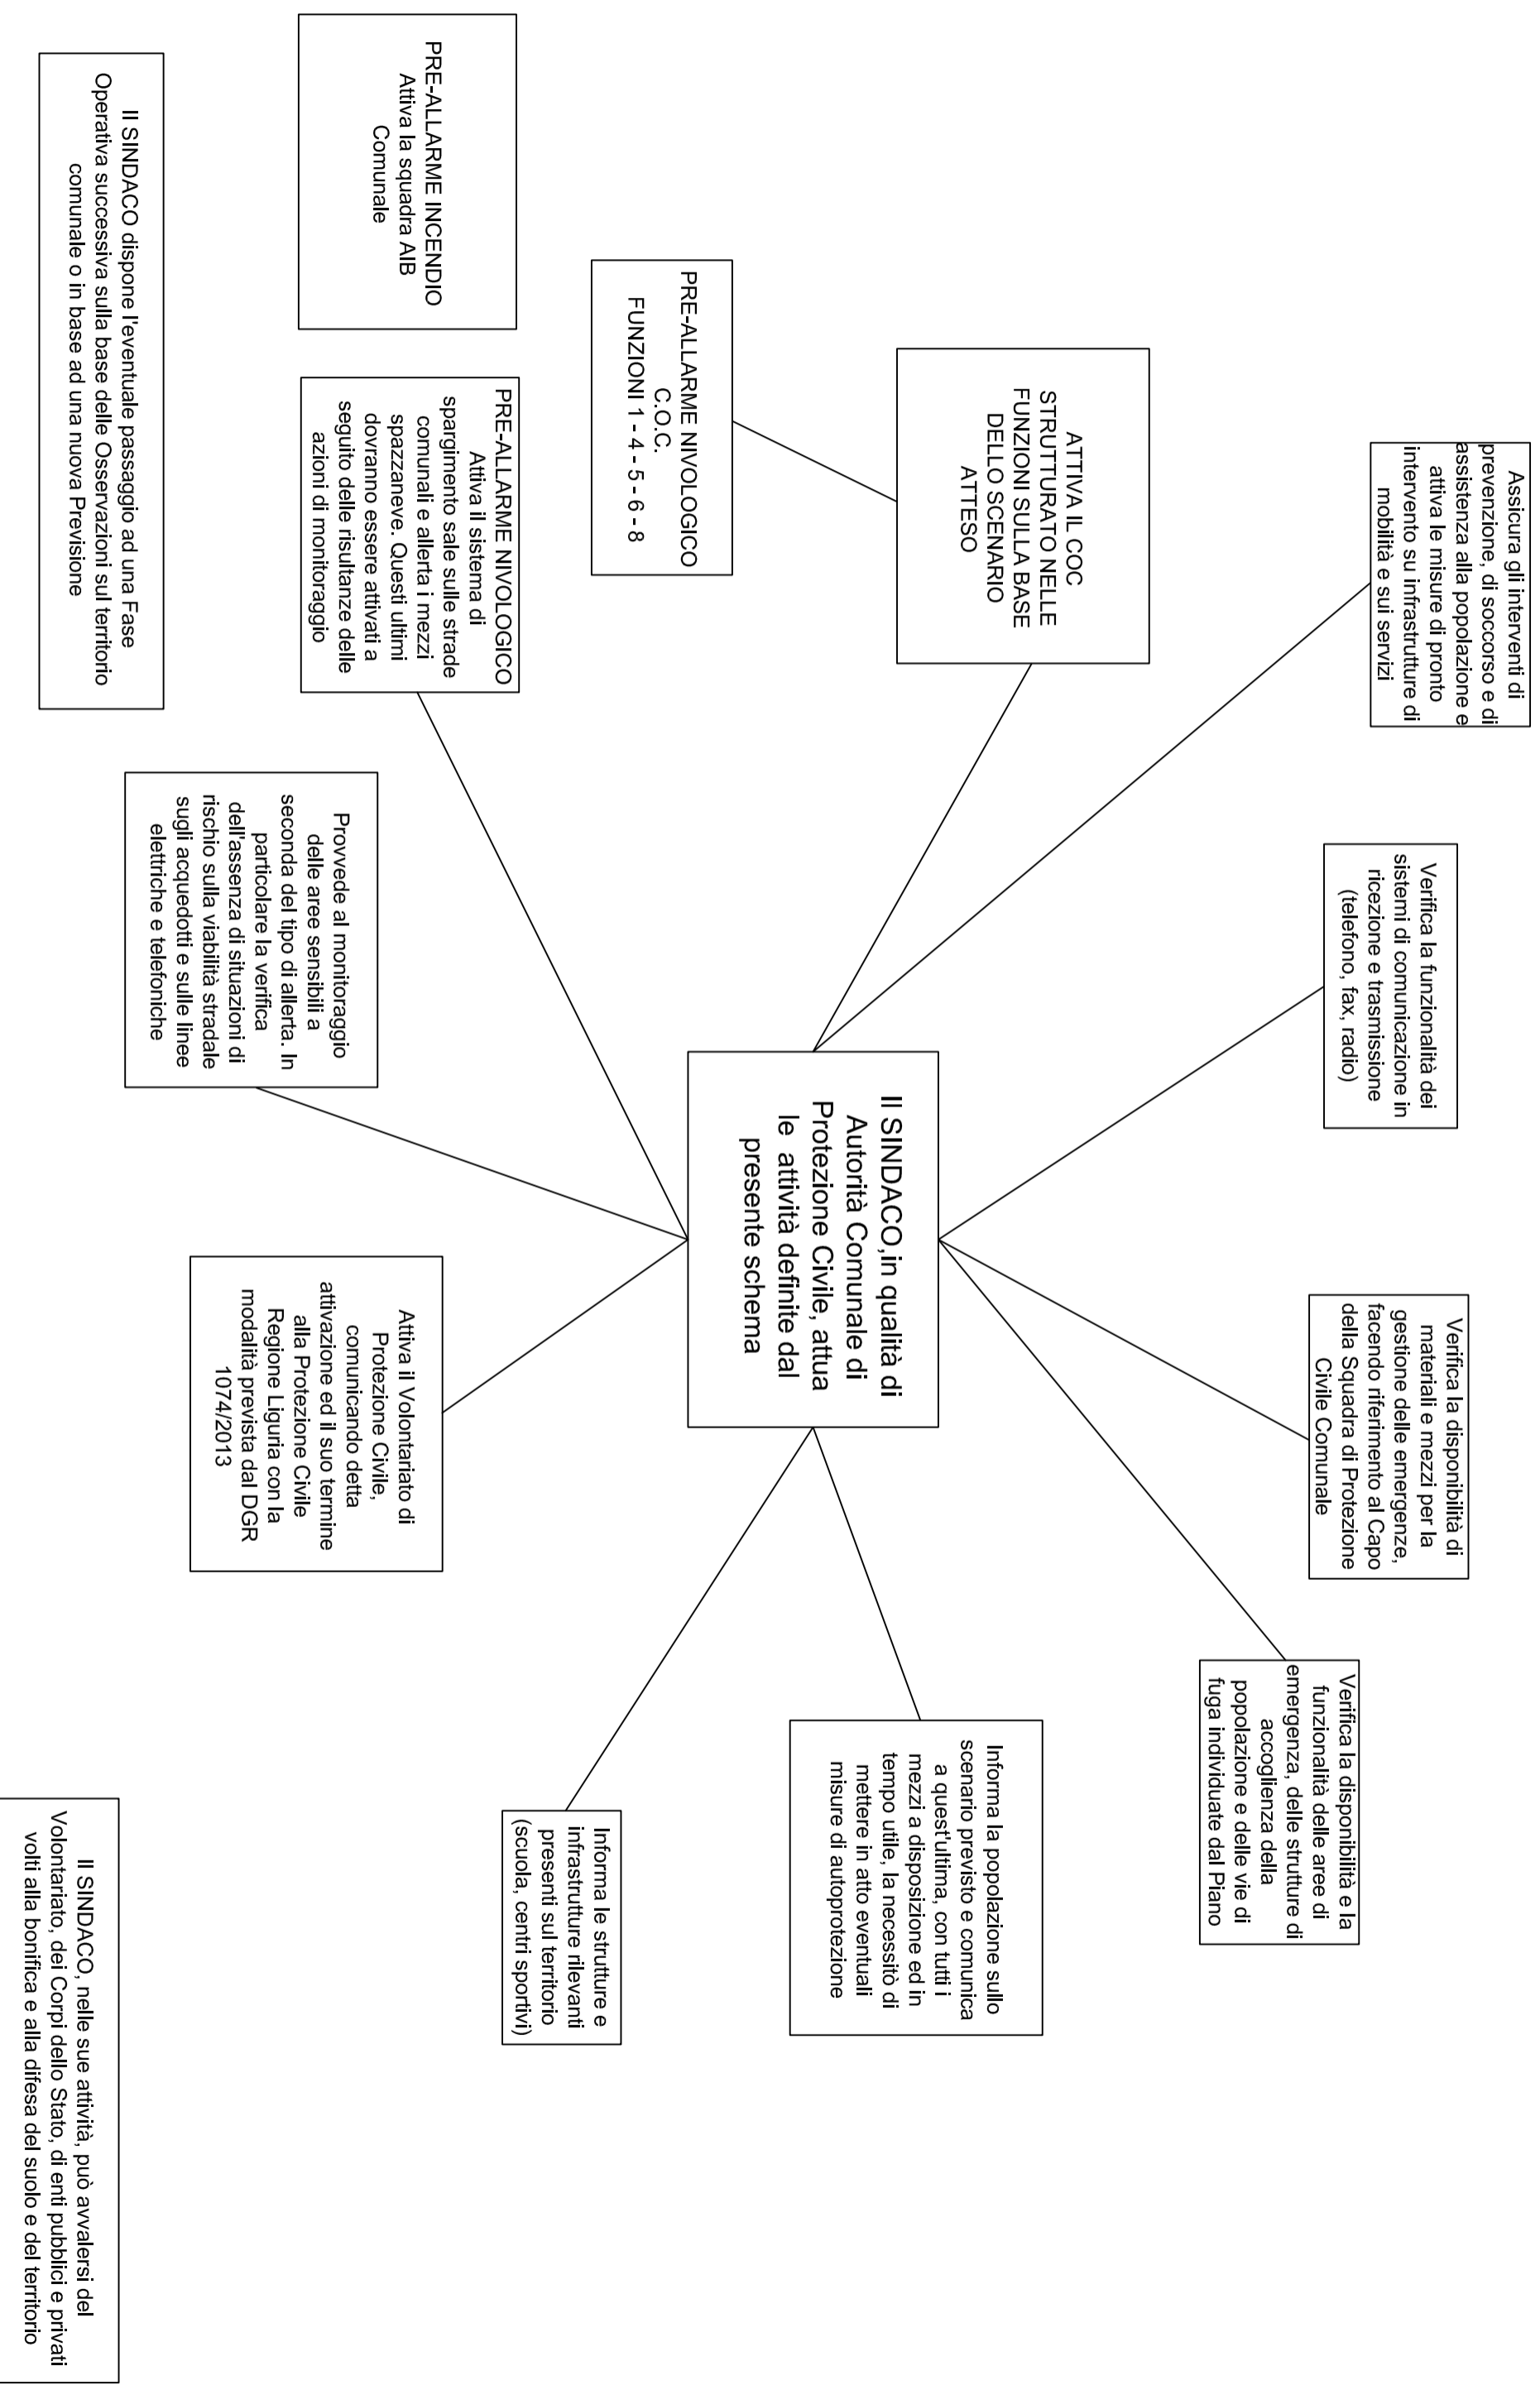 Assicura gli interventi di
prevenzione, di soccorso e di
assistenza alla popolazione e
attiva le misure di pronto
intervento su infrastrutture di
mobilità e sui servizi
Verifica la funzionalità dei
sistemi di comunicazione in
ricezione e trasmissione
(telefono, fax, radio)
Verifica la disponibilità di
materiali e mezzi per la
gestione delle emergenze,
facendo riferimento al Capo
della Squadra di Protezione
Civile Comunale
Verifica la disponibilità e la
funzionalità delle aree di
emergenza, delle strutture di
accoglienza della
popolazione e delle vie di
fuga individuate dal Piano
ATTIVA IL COC
STRUTTURATO NELLE
FUNZIONI SULLA BASE
DELLO SCENARIO
ATTESO
PRE-ALLARME NIVOLOGICO
C.O.C.
FUNZIONI 1 - 4 - 5 - 6 - 8
Il SINDACO,in qualità di
Autorità Comunale di
Protezione Civile, attua
le  attività definite dal
presente schema
Informa la popolazione sullo
scenario previsto e comunica
a quest'ultima, con tutti i
mezzi a disposizione ed in
tempo utile, la necessitò di
mettere in atto eventuali
misure di autoprotezione
Informa le strutture e
infrastrutture rilevanti
presenti sul territorio
(scuola, centri sportivi)
PRE-ALLARME INCENDIO
Attiva la squadra AIB
Comunale
PRE-ALLARME NIVOLOGICO
Attiva il sistema di
spargimento sale sulle strade
comunali e allerta i mezzi
spazzaneve. Questi ultimi
dovranno essere attivati a
seguito delle risultanze delle
azioni di monitoraggio
Provvede al monitoraggio
delle aree sensibili a
seconda del tipo di allerta. In
particolare la verifica
dell'assenza di situazioni di
rischio sulla viabilità stradale
sugli acquedotti e sulle linee
elettriche e telefoniche
Attiva il Volontariato di
Protezione Civile,
comunicando detta
attivazione ed il suo termine
alla Protezione Civile
Regione Liguria con la
modalità prevista dal DGR
1074/2013
Il SINDACO dispone l'eventuale passaggio ad una Fase
Operativa successiva sulla base delle Osservazioni sul territorio
comunale o in base ad una nuova Previsione
Il SINDACO, nelle sue attività, può avvalersi del
Volontariato, dei Corpi dello Stato, di enti pubblici e privati
volti alla bonifica e alla difesa del suolo e del territorio